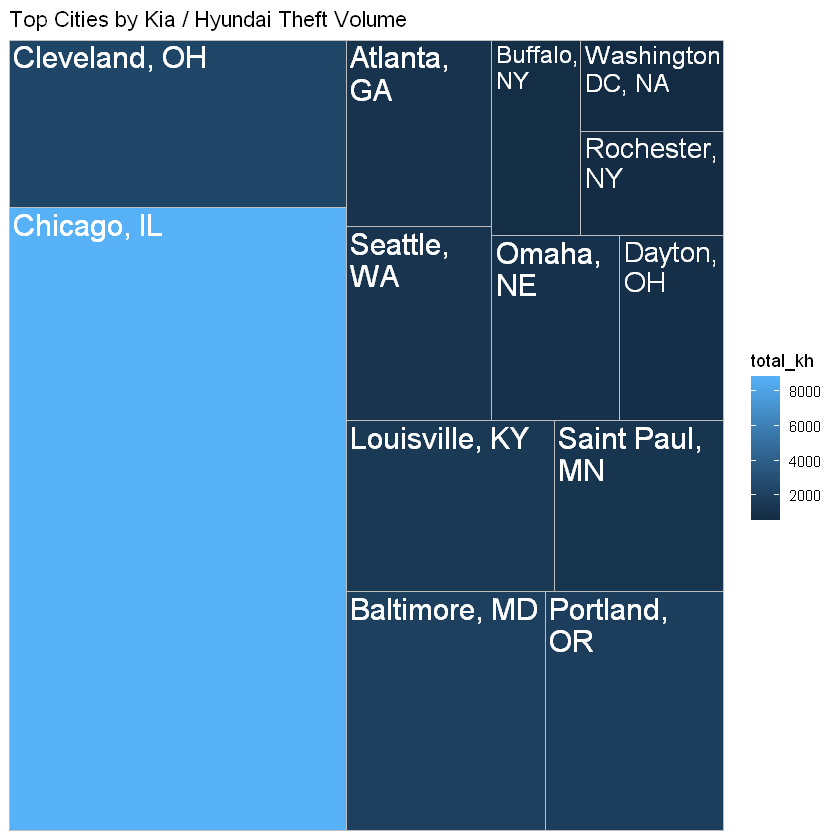 Top Cities by Kia / Hyundai Theft Volume
Cleveland, OH
Chicago, IL
Atlanta,
GA
Seattle,
WA
Buffalo,
NY
Washington
DC, NA
Rochester,
NY
Omaha,
NE
Dayton,
OH
Louisville, KY
Saint Paul,
MN
Baltimore, MD
Portland,
OR
total_kh
8000
6000
4000
2000